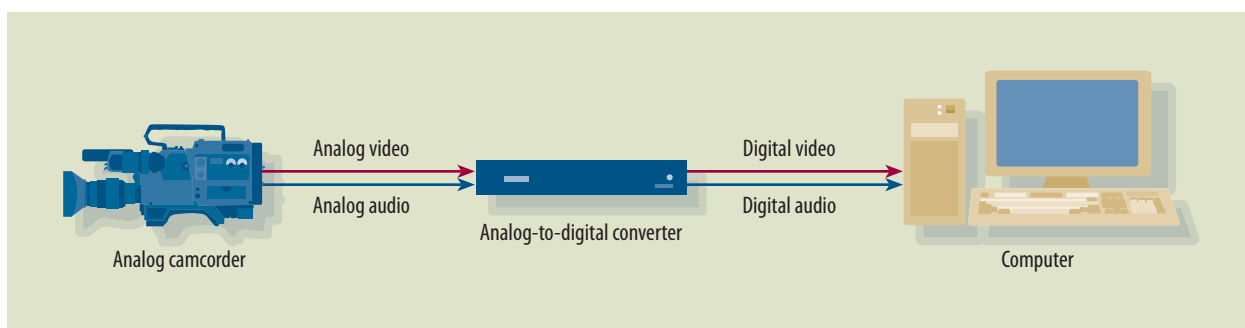 Analog video
Analog audio
Analog camcorder
Analog-to-digital converter
Digital video
Digital audio
Computer